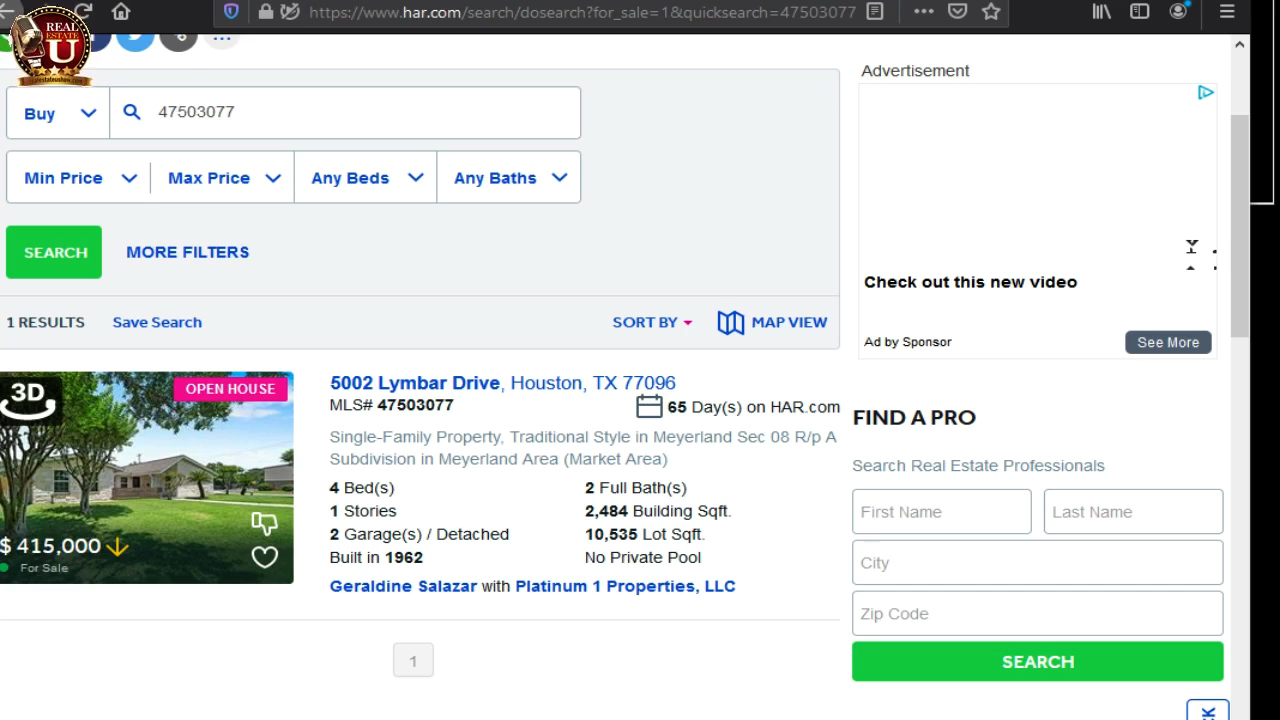 https://www.har.com/search/dosearch?for_sale=1&quicksearch=47503077
REAL
ESTATE
U
Buy
47503077
Min Price
Max Price
Any Beds
Any Baths
SEARCH
MORE FILTERS
1 RESULTS
Save Search
SORT BY
MAP VIEW
3D
OPEN HOUSE
$ 415,000
For Sale
5002 Lymbar Drive, Houston, TX 77096
MLS# 47503077
65 Day(s) on HAR.com
Single-Family Property, Traditional Style in Meyerland Sec 08 R/p A
Subdivision in Meyerland Area (Market Area)
4 Bed(s)
2 Full Bath(s)
1 Stories
2,484 Building Sqft.
2 Garage(s) / Detached
10,535 Lot Sqft.
Built in 1962
No Private Pool
Geraldine Salazar with Platinum 1 Properties, LLC
1
Advertisement
Check out this new video
Ad by Sponsor
See More
FIND A PRO
Search Real Estate Professionals
First Name
Last Name
City
Zip Code
SEARCH